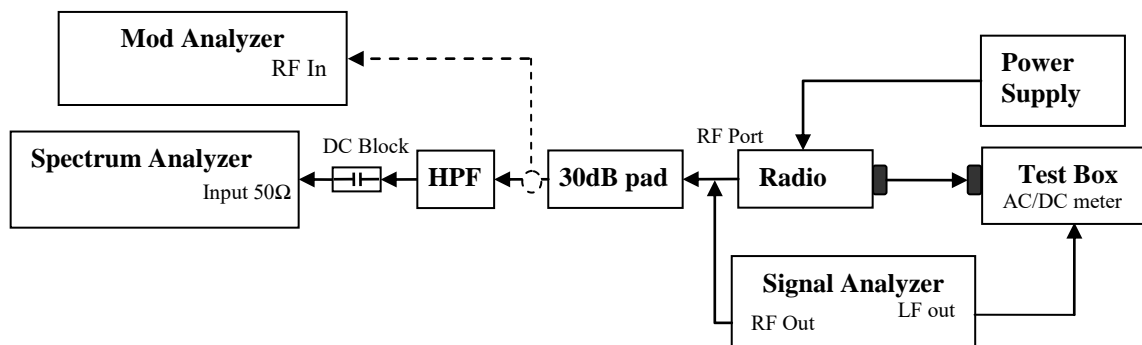 Mod Analyzer
RF In
Power
Supply
DC Block
RF Port
Spectrum Analyzer
Input 50Ω
HPF
30dB pad
Radio
Test Box
AC/DC meter
Signal Analyzer
RF Out
LF out